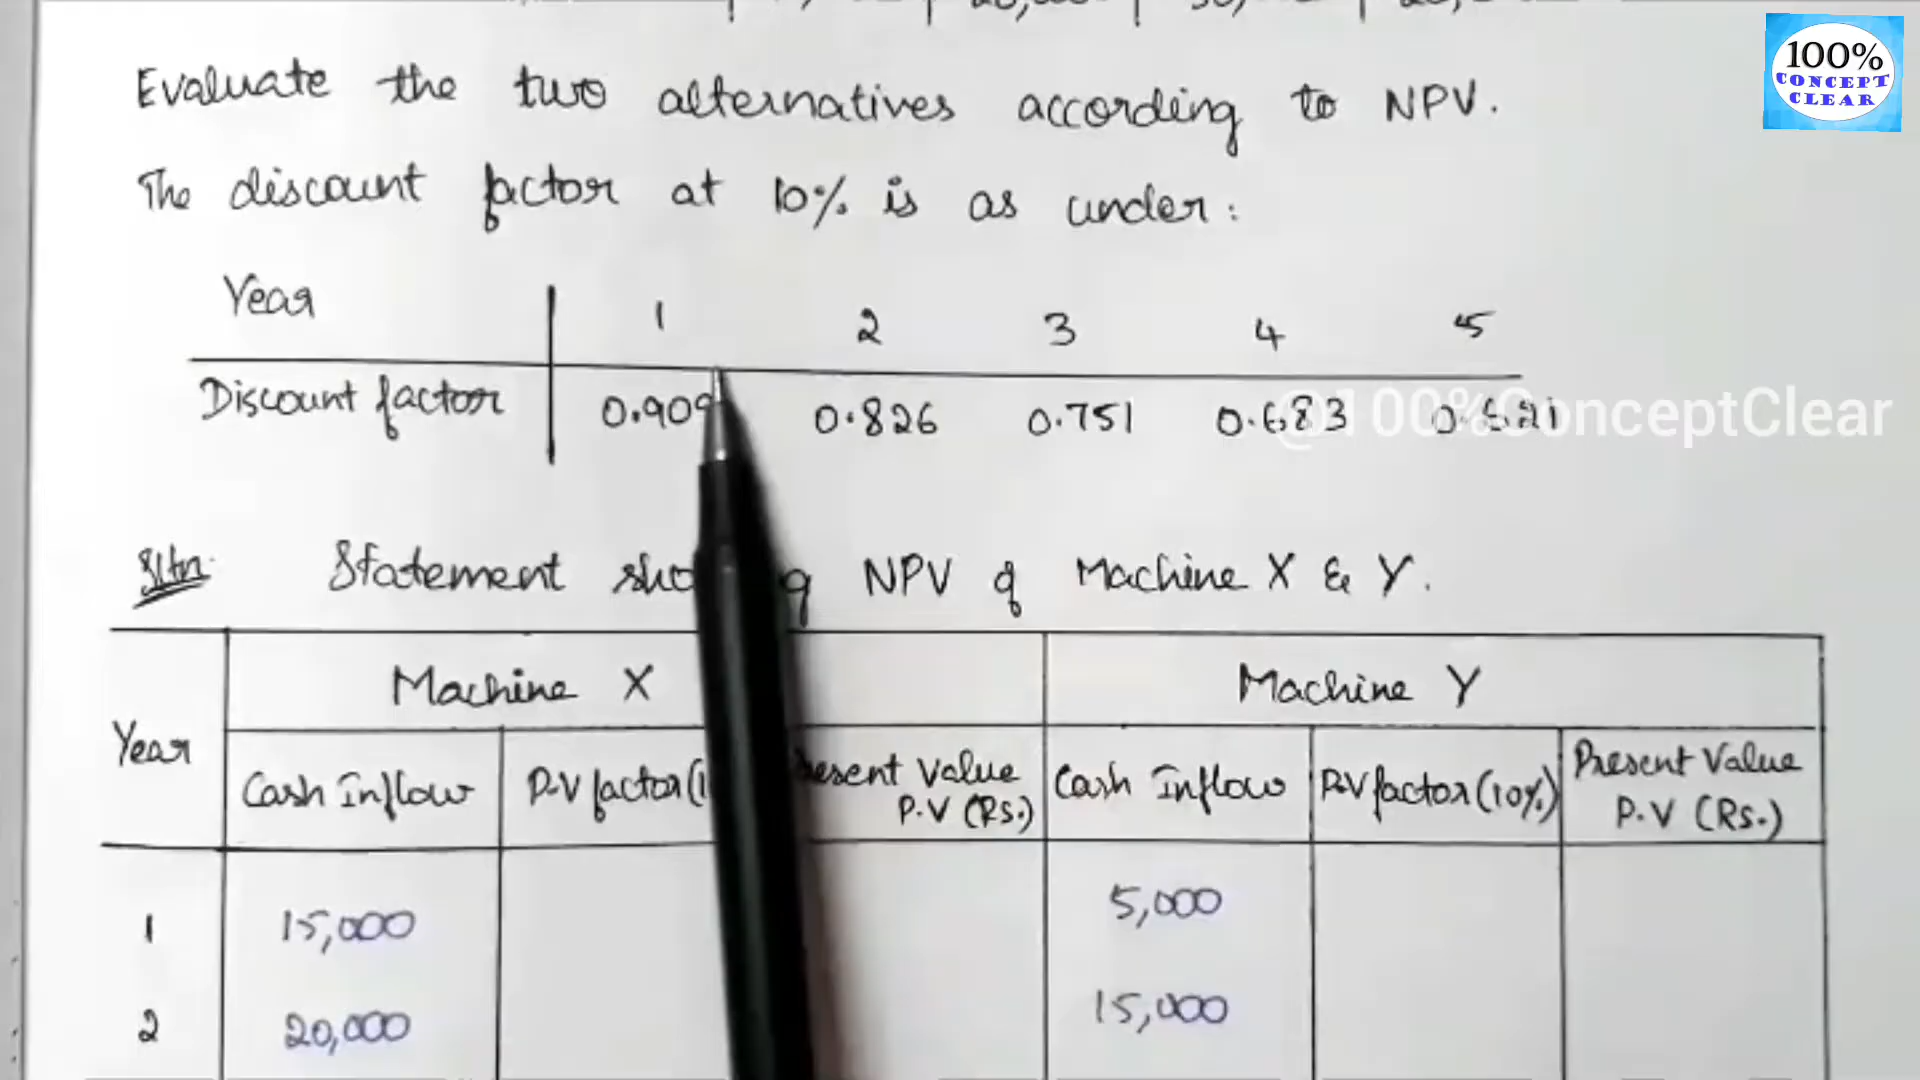 100%
CONCEPT
CLEAR
Evaluate the two alternatives according to NPV.
The discount factor at 10% is as under:
Year 1 2 3 4 5
Discount factor 0.909 0.826 0.751 0.683
@100%ConceptClear
Sltn. Statement NPV of Machine X & Y.
Machine X Machine Y
Year Cash Inflow P.V factor Present Value P.V (Rs.) Cash Inflow P.V factor (10%) Present Value P.V (Rs.)
1 15,000 5,000
2 20,000 15,000